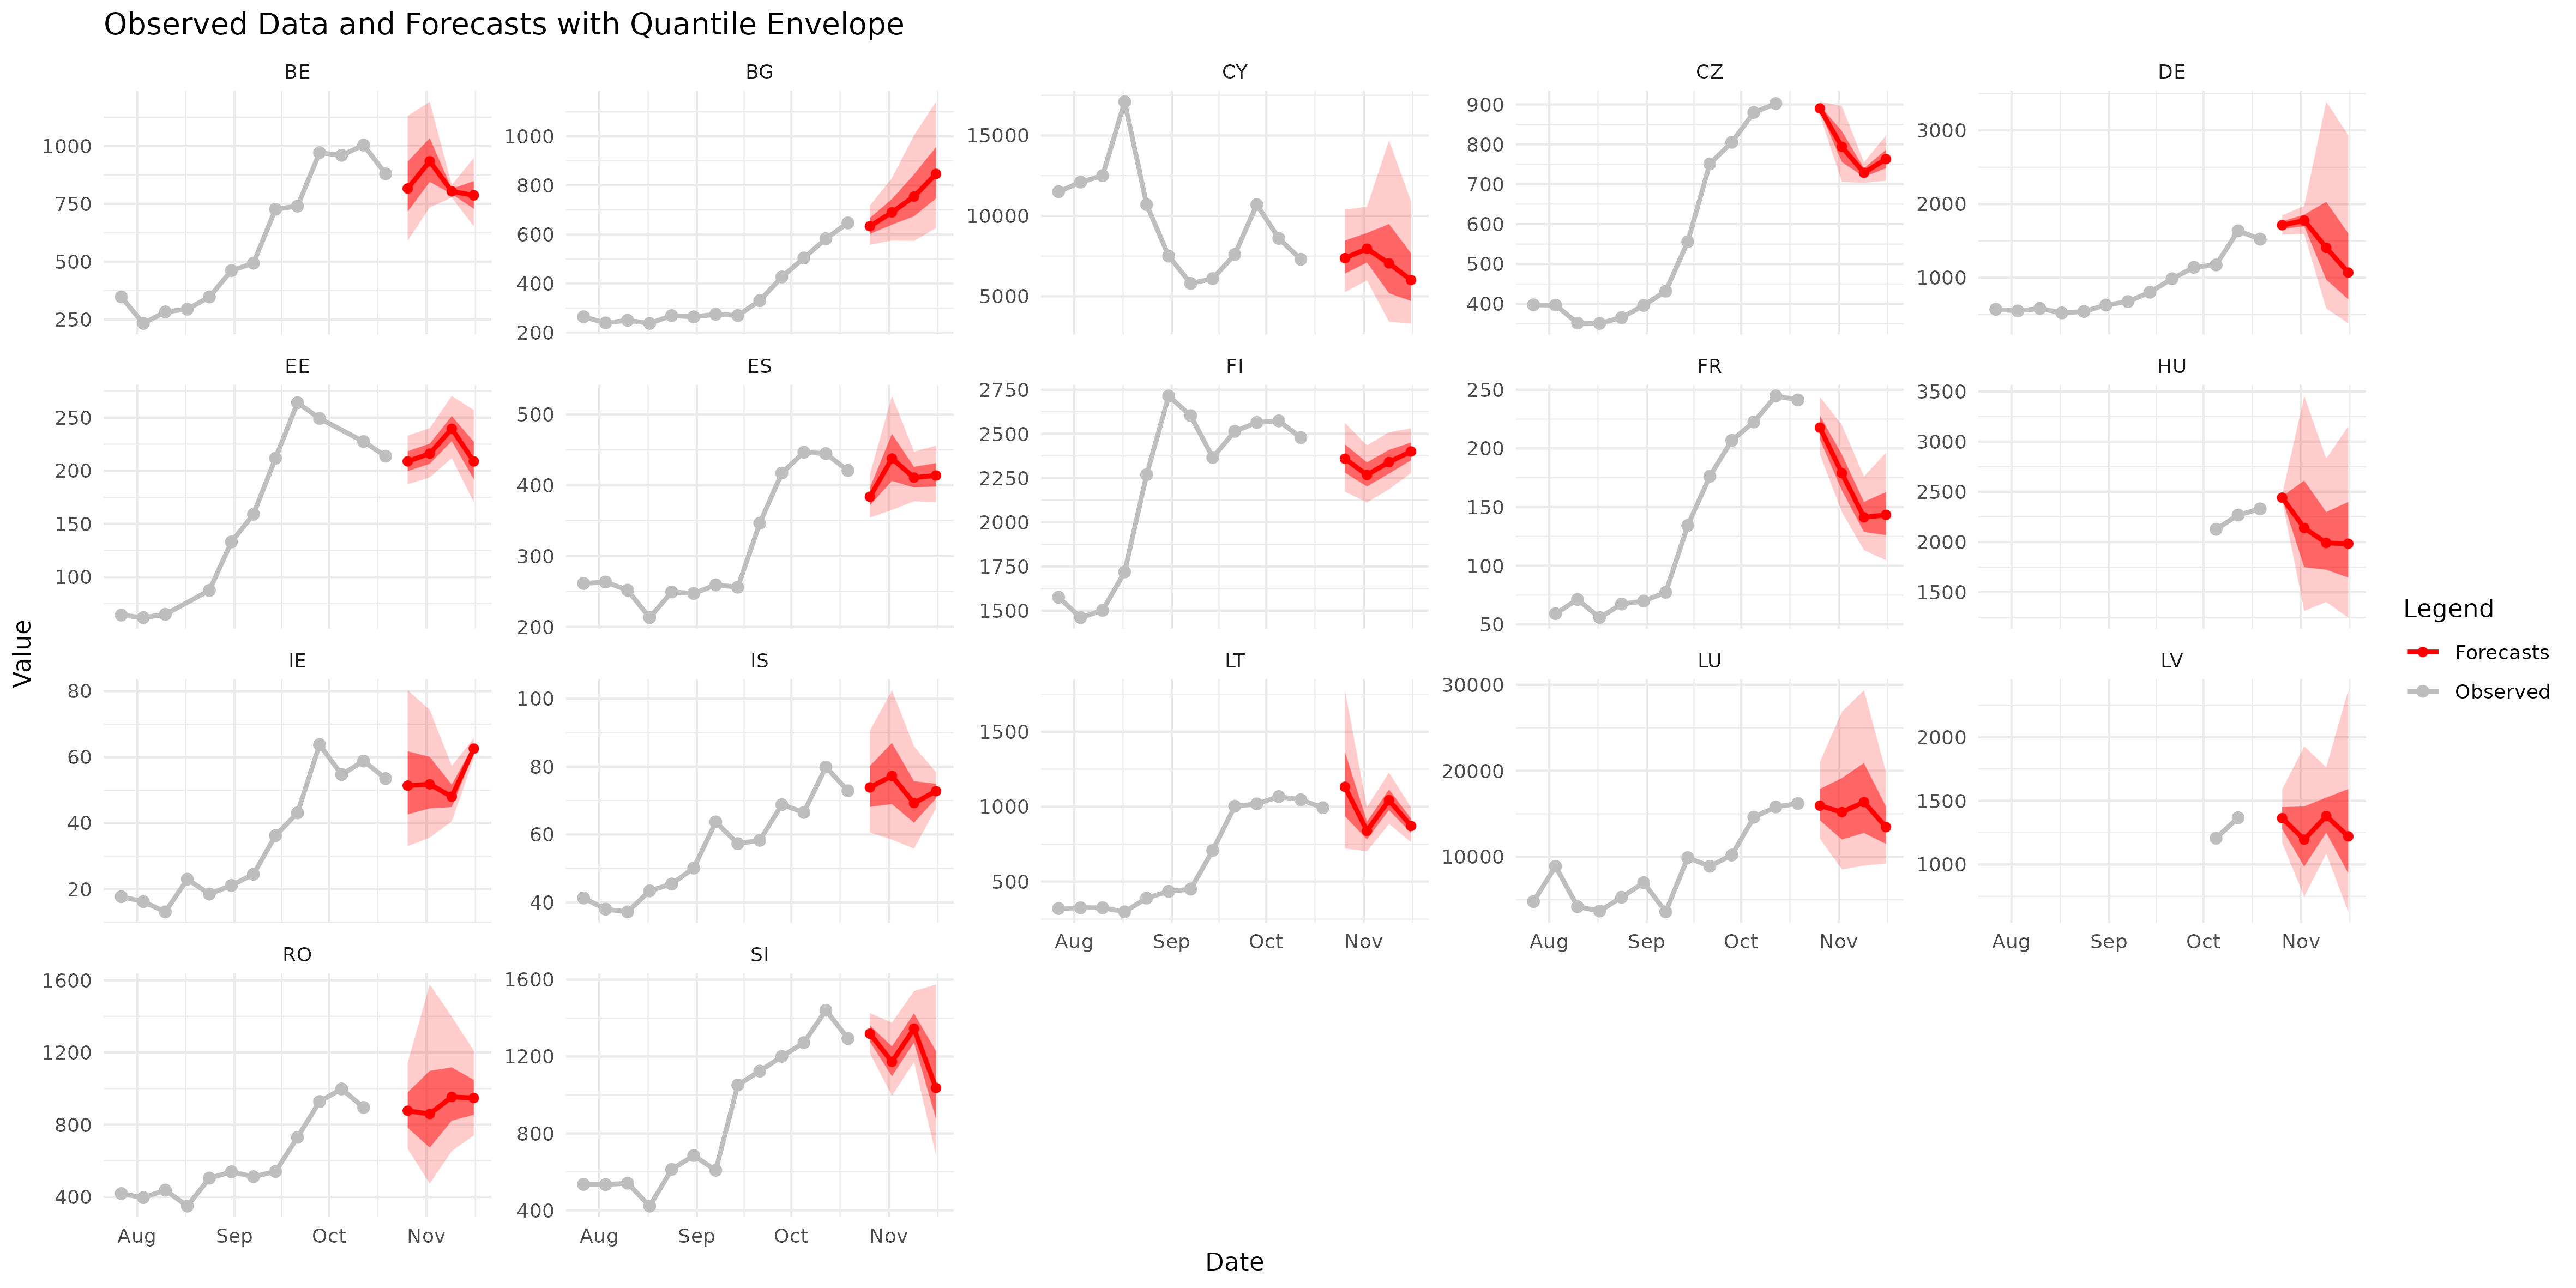 Observed Data and Forecasts with Quantile Envelope
BE BG CY CZ DE
1000 750 500 250
1000 800 600 400 200
15000 10000 5000
900 800 700 600 500 400
3000 2000 1000
EE ES FI FR HU
250 200 150 100
500 400 300 200
2750 2500 2250 2000 1750 1500
250 200 150 100 50
3500 3000 2500 2000 1500
Value
IE IS LT LU LV
80 60 40 20
100 80 60 40
1500 1000 500
30000 20000 10000
2000 1500 1000
Aug Sep Oct Nov
Aug Sep Oct Nov
Aug Sep Oct Nov
RO SI
1600 1200 800 400
1600 1200 800 400
Aug Sep Oct Nov
Aug Sep Oct Nov
Date
Legend
Forecasts
Observed